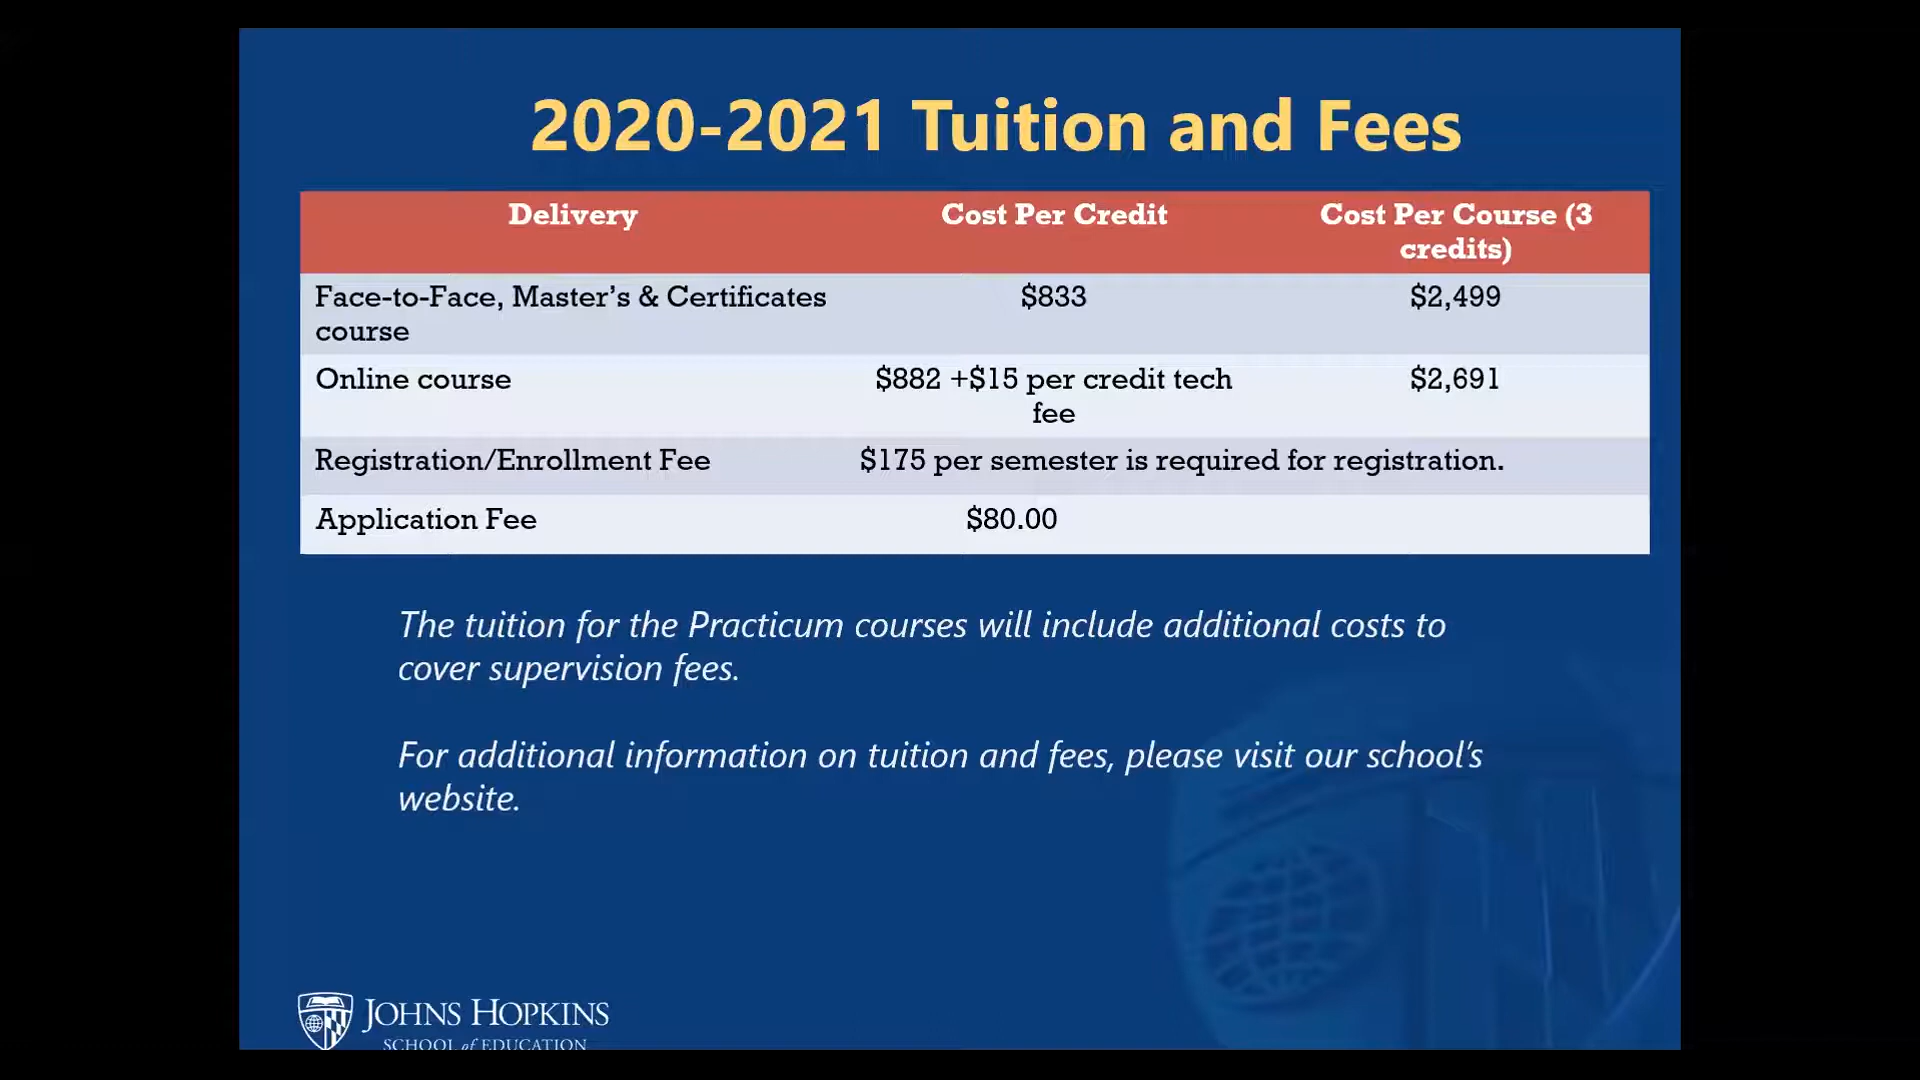 2020-2021 Tuition and Fees
Delivery Cost Per Credit Cost Per Course (3
credits)
Face-to-Face, Master's & Certificates $833 $2,499
course
Online course $882 +$15 per credit tech $2,691
fee
Registration/Enrollment Fee $175 per semester is required for registration.
Application Fee $80.00
The tuition for the Practicum courses will include additional costs to
cover supervision fees.
For additional information on tuition and fees, please visit our school's
website.
JOHNS HOPKINS
SCHOOL of EDUCATION